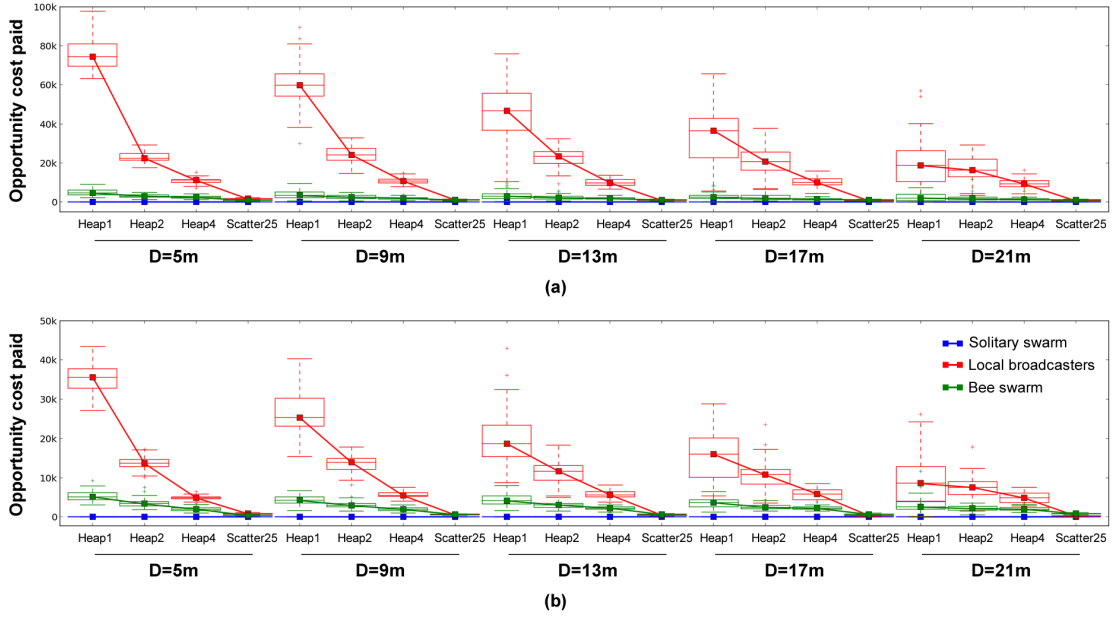 Opportunity cost paid
100k
80k
60k
40k
20k
0
Heap1 Heap2 Heap4 Scatter25 Heap1 Heap2 Heap4 Scatter25 Heap1 Heap2 Heap4 Scatter25 Heap1 Heap2 Heap4 Scatter25 Heap1 Heap2 Heap4 Scatter25
D=5m D=9m D=13m D=17m D=21m
(a)
Opportunity cost paid
50k
40k
30k
20k
10k
0
Solitary swarm
Local broadcasters
Bee swarm
Heap1 Heap2 Heap4 Scatter25 Heap1 Heap2 Heap4 Scatter25 Heap1 Heap2 Heap4 Scatter25 Heap1 Heap2 Heap4 Scatter25 Heap1 Heap2 Heap4 Scatter25
D=5m D=9m D=13m D=17m D=21m
(b)